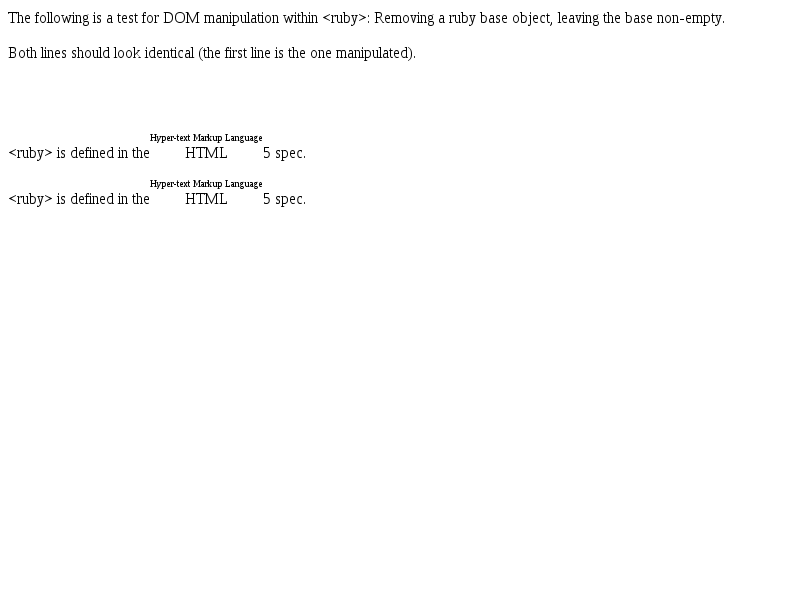 The following is a test for DOM manipulation within <ruby>: Removing a ruby base object, leaving the base non-empty.
Both lines should look identical (the first line is the one manipulated).
Hyper-text Markup Language
<ruby> is defined in the HTML 5 spec.
Hyper-text Markup Language
<ruby> is defined in the HTML 5 spec.